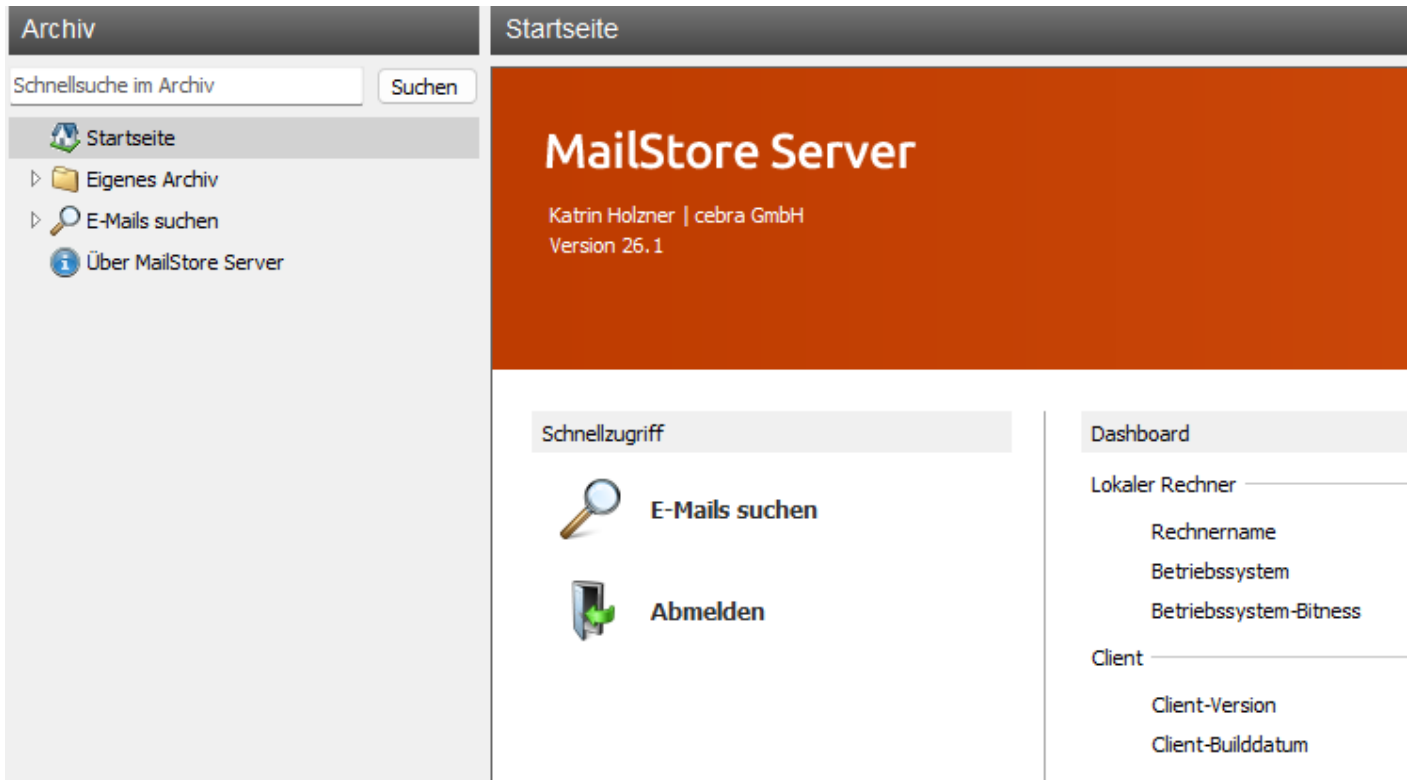 Archiv
Startseite
Schnellsuche im Archiv
Suchen
Startseite
Eigenes Archiv
E-Mails suchen
Über MailStore Server
MailStore Server
Katrin Holzner | cebra GmbH
Version 26.1
Schnellzugriff
E-Mails suchen
Abmelden
Dashboard
Lokaler Rechner
Rechnername
Betriebssystem
Betriebssystem-Bitness
Client
Client-Version
Client-Builddatum